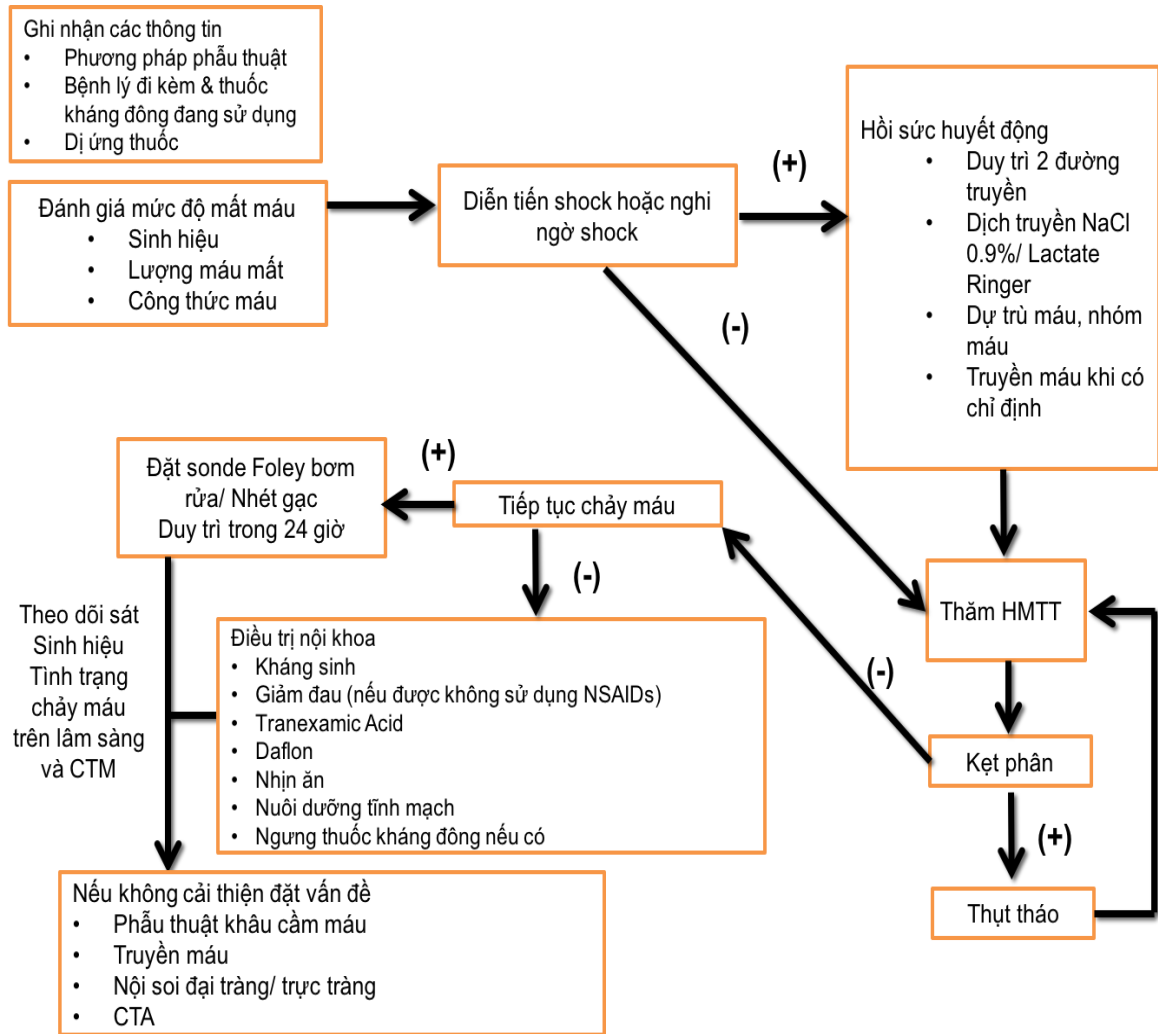 Ghi nhận các thông tin
• Phương pháp phẫu thuật
• Bệnh lý đi kèm & thuốc
kháng đông đang sử dụng
• Dị ứng thuốc
Đánh giá mức độ mất máu
• Sinh hiệu
• Lượng máu mất
• Công thức máu
Diễn tiến shock hoặc nghi
ngờ shock
(+)
Hồi sức huyết động
• Duy trì 2 đường
truyền
• Dịch truyền NaCl
0.9%/ Lactate
Ringer
• Dự trù máu, nhóm
máu
• Truyền máu khi có
chỉ định
(-)
Thăm HMTT
Kẹt phân
(+)
Thụt tháo
(-)
Tiếp tục chảy máu
(+)
Đặt sonde Foley bơm
rửa/ Nhét gạc
Duy trì trong 24 giờ
(-)
Điều trị nội khoa
• Kháng sinh
• Giảm đau (nếu được không sử dụng NSAIDs)
• Tranexamic Acid
• Daflon
• Nhịn ăn
• Nuôi dưỡng tĩnh mạch
• Ngưng thuốc kháng đông nếu có
Theo dõi sát
Sinh hiệu
Tình trạng
chảy máu
trên lâm sàng
và CTM
Nếu không cải thiện đặt vấn đề
• Phẫu thuật khâu cầm máu
• Truyền máu
• Nội soi đại tràng/ trực tràng
• CTA